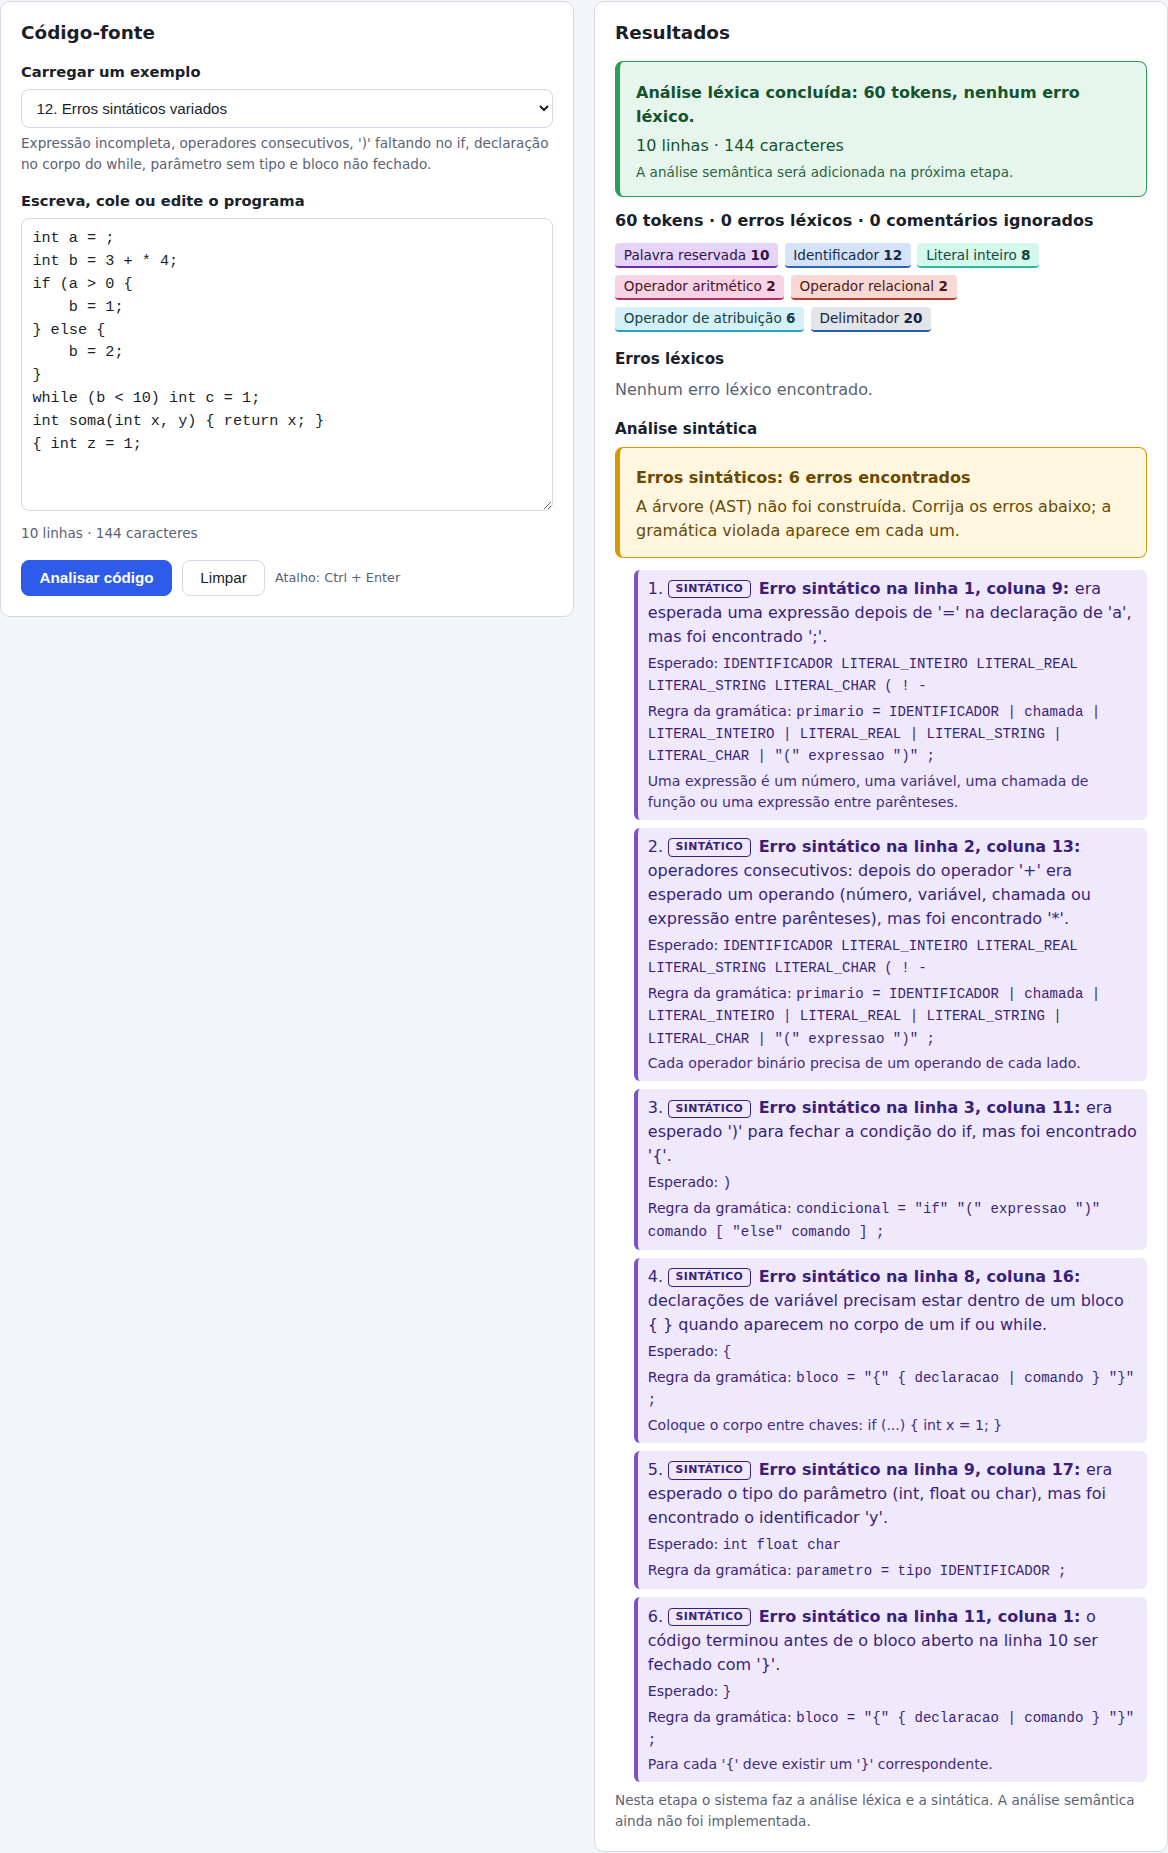 Código-fonte
Carregar um exemplo
12. Erros sintáticos variados
Expressão incompleta, operadores consecutivos, ')' faltando no if, declaração
no corpo do while, parâmetro sem tipo e bloco não fechado.
Escreva, cole ou edite o programa
int a = ;
int b = 3 + * 4;
if (a > 0 {
    b = 1;
} else {
    b = 2;
}
while (b < 10) int c = 1;
int soma(int x, y) { return x; }
{ int z = 1;
10 linhas · 144 caracteres
Analisar código
Limpar
Atalho: Ctrl + Enter
Resultados
Análise léxica concluída: 60 tokens, nenhum erro
léxico.
10 linhas · 144 caracteres
A análise semântica será adicionada na próxima etapa.
60 tokens · 0 erros léxicos · 0 comentários ignorados
Palavra reservada 10
Identificador 12
Literal inteiro 8
Operador aritmético 2
Operador relacional 2
Operador de atribuição 6
Delimitador 20
Erros léxicos
Nenhum erro léxico encontrado.
Análise sintática
Erros sintáticos: 6 erros encontrados
A árvore (AST) não foi construída. Corrija os erros abaixo; a
gramática violada aparece em cada um.
1. SINTÁTICO Erro sintático na linha 1, coluna 9: era
esperada uma expressão depois de '=' na declaração de 'a',
mas foi encontrado ';'.
Esperado: IDENTIFICADOR LITERAL_INTEIRO LITERAL_REAL
LITERAL_STRING LITERAL_CHAR ( ! -
Regra da gramática: primario = IDENTIFICADOR | chamada |
LITERAL_INTEIRO | LITERAL_REAL | LITERAL_STRING |
LITERAL_CHAR | "(" expressao ")" ;
Uma expressão é um número, uma variável, uma chamada de
função ou uma expressão entre parênteses.
2. SINTÁTICO Erro sintático na linha 2, coluna 13:
operadores consecutivos: depois do operador '+' era
esperado um operando (número, variável, chamada ou
expressão entre parênteses), mas foi encontrado '*'.
Esperado: IDENTIFICADOR LITERAL_INTEIRO LITERAL_REAL
LITERAL_STRING LITERAL_CHAR ( ! -
Regra da gramática: primario = IDENTIFICADOR | chamada |
LITERAL_INTEIRO | LITERAL_REAL | LITERAL_STRING |
LITERAL_CHAR | "(" expressao ")" ;
Cada operador binário precisa de um operando de cada lado.
3. SINTÁTICO Erro sintático na linha 3, coluna 11: era
esperado ')' para fechar a condição do if, mas foi encontrado
'{'.
Esperado: )
Regra da gramática: condicional = "if" "(" expressao ")"
comando [ "else" comando ] ;
4. SINTÁTICO Erro sintático na linha 8, coluna 16:
declarações de variável precisam estar dentro de um bloco
{ } quando aparecem no corpo de um if ou while.
Esperado: {
Regra da gramática: bloco = "{" { declaracao | comando } "}"
;
Coloque o corpo entre chaves: if (...) { int x = 1; }
5. SINTÁTICO Erro sintático na linha 9, coluna 17: era
esperado o tipo do parâmetro (int, float ou char), mas foi
encontrado o identificador 'y'.
Esperado: int float char
Regra da gramática: parametro = tipo IDENTIFICADOR ;
6. SINTÁTICO Erro sintático na linha 11, coluna 1: o
código terminou antes de o bloco aberto na linha 10 ser
fechado com '}'.
Esperado: }
Regra da gramática: bloco = "{" { declaracao | comando } "}"
;
Para cada '{' deve existir um '}' correspondente.
Nesta etapa o sistema faz a análise léxica e a sintática. A análise semântica
ainda não foi implementada.